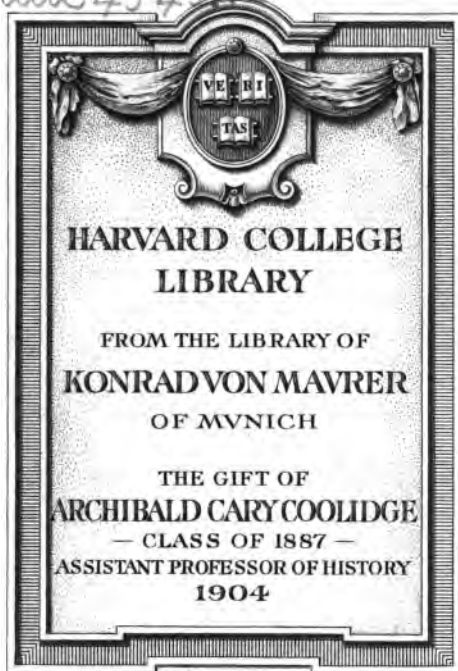 VE RI
TAS
HARVARD COLLEGE
LIBRARY
FROM THE LIBRARY OF
KONRAD VON MAVRER
OF MVNICH
THE GIFT OF
ARCHIBALD CARY COOLIDGE
— CLASS OF 1887 —
ASSISTANT PROFESSOR OF HISTORY
1904